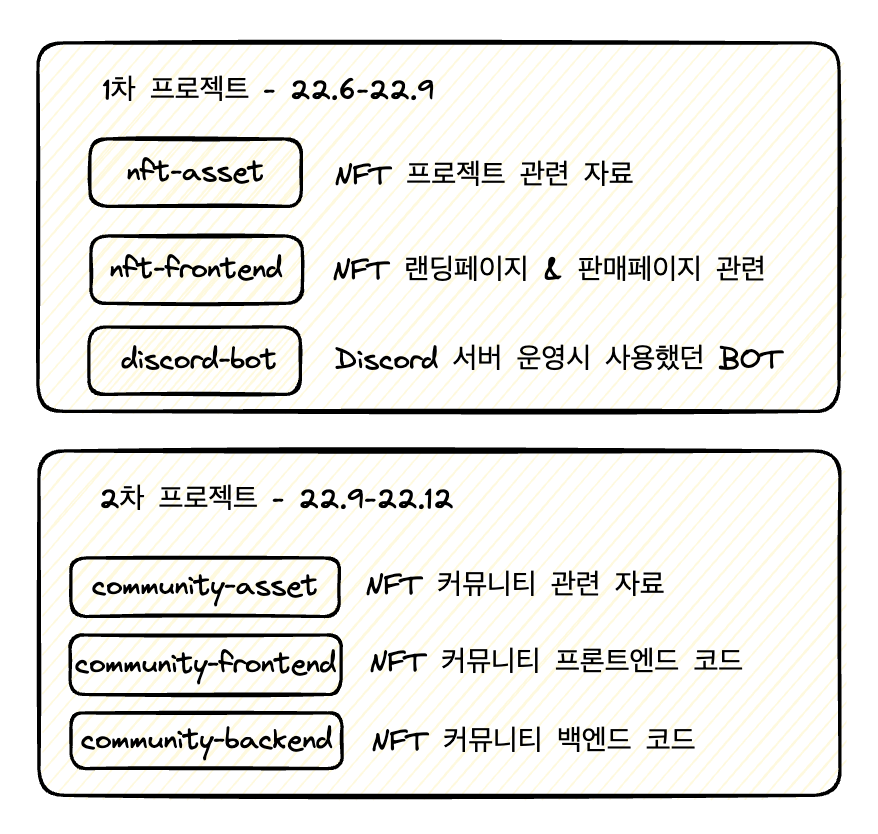 1차 프로젝트 - 22.6-22.9
nft-asset NFT 프로젝트 관련 자료
nft-frontend NFT 랜딩페이지 & 판매페이지 관련
discord-bot Discord 서버 운영시 사용했던 BOT
2차 프로젝트 - 22.9-22.12
community-asset NFT 커뮤니티 관련 자료
community-frontend NFT 커뮤니티 프론트엔드 코드
community-backend NFT 커뮤니티 백엔드 코드